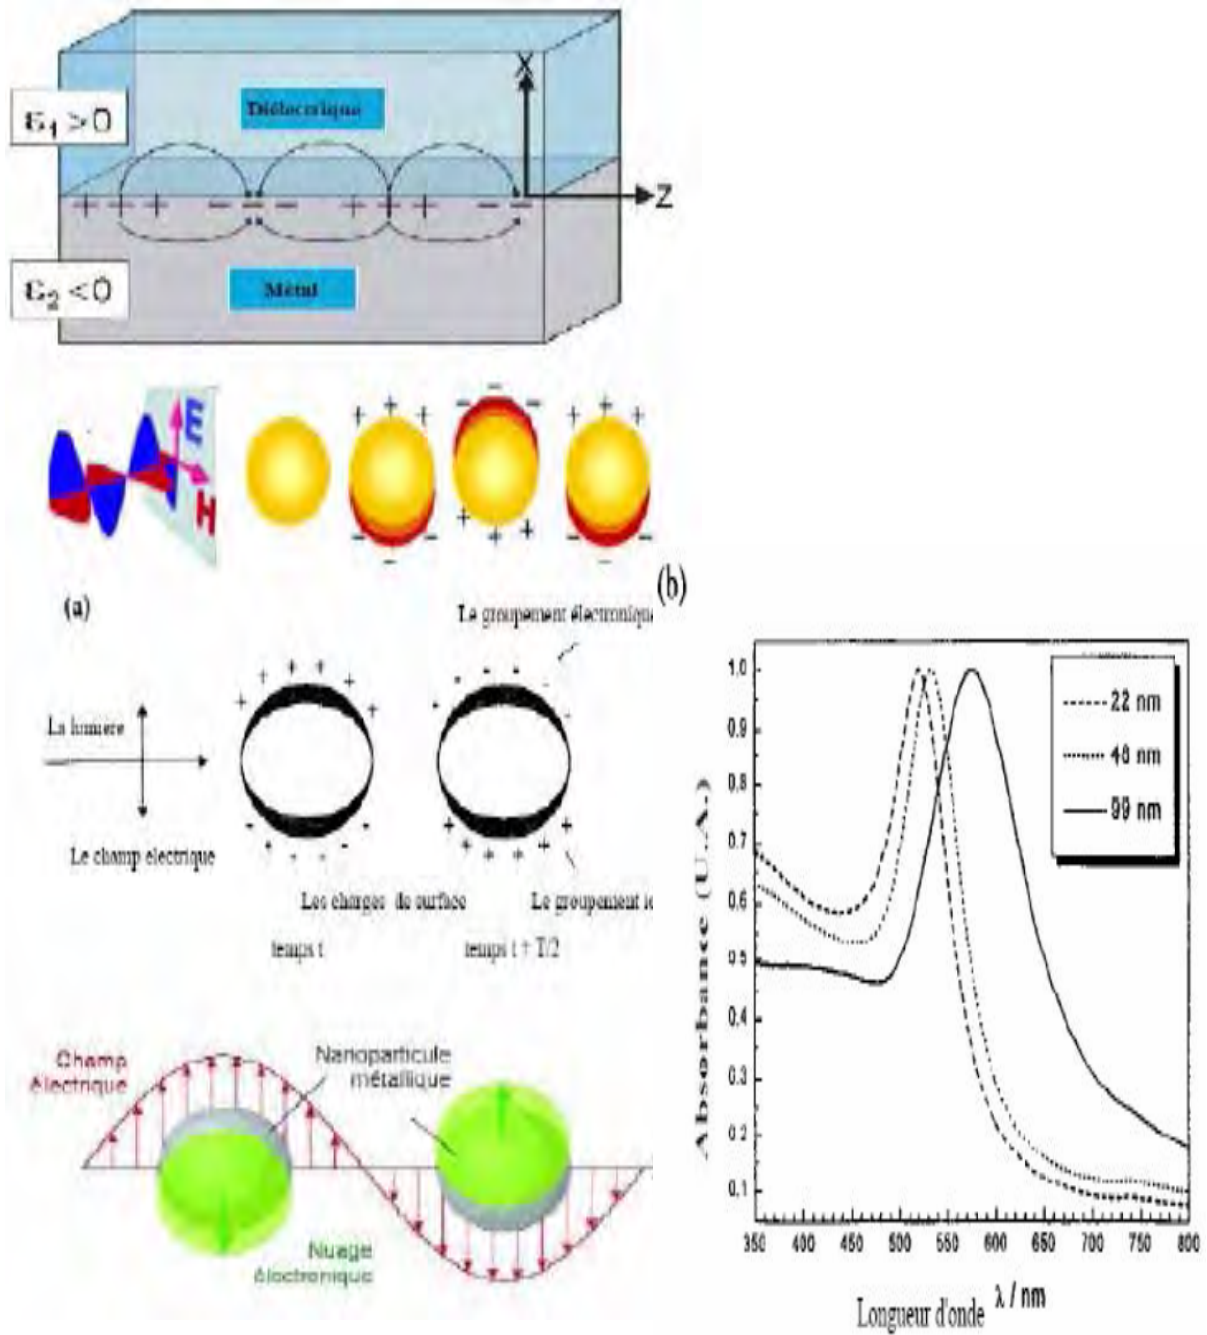 X
Diélectrique
ε1>0
Z
+ + + - - - + + + - -
ε2<0
Métal
E
H
+ + +
- - -
- - -
+ + +
+ + +
- - -
(a)
Le groupement électronique
La lumière
Le champ électrique
Les charges de surface
Le groupement
temps t
temps t + T/2
Champ
électrique
Nanoparticule
métallique
Nuage
électronique
(b)
22 nm
48 nm
99 nm
Absorbance (U.A.)
1.0
0.9
0.8
0.7
0.6
0.5
0.4
0.3
0.2
0.1
350 400 450 500 550 600 650 700 750 800
Longueur d'onde λ / nm